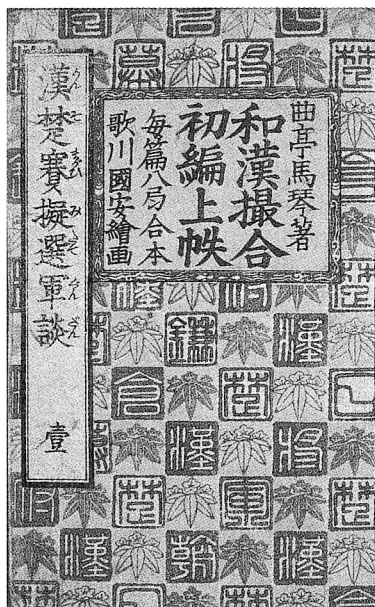 曲亭馬琴著
和漢撮合
初編上帙
毎篇八局合本
歌川國安繪画
漢楚賽擬選軍談 壹